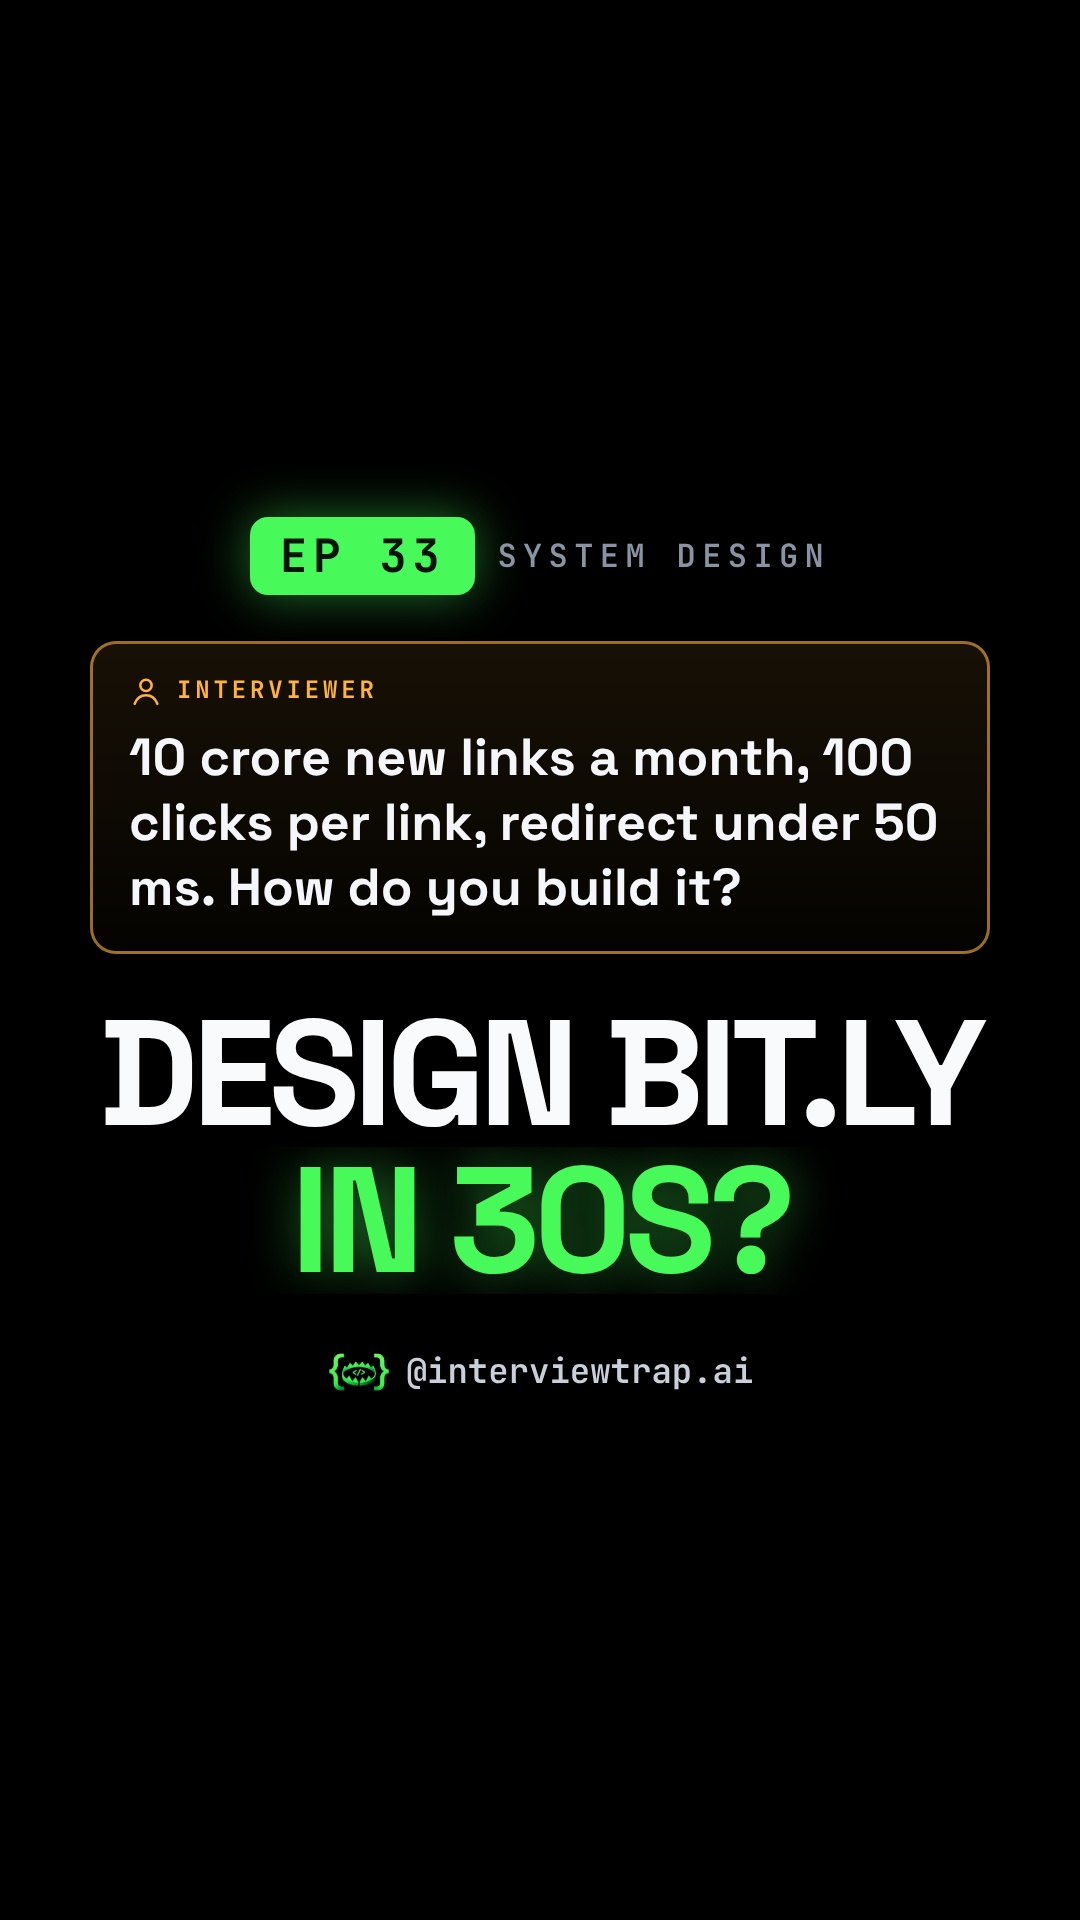 EP 33 SYSTEM DESIGN
INTERVIEWER
10 crore new links a month, 100
clicks per link, redirect under 50
ms. How do you build it?
DESIGN BIT.LY
IN 30S?
{</>} @interviewtrap.ai